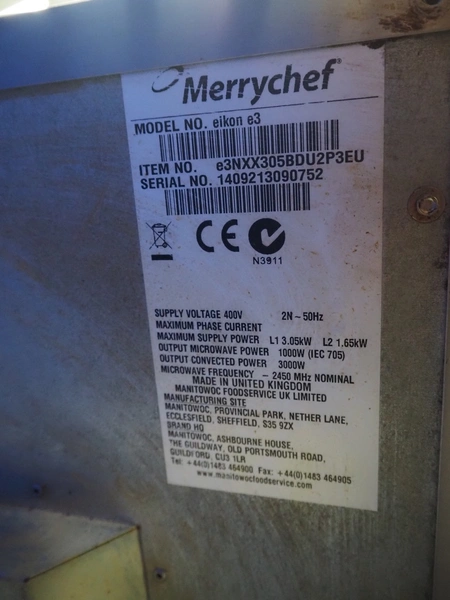 Merrychef®
MODEL NO. eikon e3
ITEM NO. e3NXX305BDU2P3EU
SERIAL NO. 1409213090752
CE
N3911
SUPPLY VOLTAGE 400V 2N ~ 50Hz
MAXIMUM PHASE CURRENT
MAXIMUM SUPPLY POWER L1 3.05kW L2 1.65kW
OUTPUT MICROWAVE POWER 1000W (IEC 705)
OUTPUT CONVECTED POWER 3000W
MICROWAVE FREQUENCY ~ 2450 MHz NOMINAL
MADE IN UNITED KINGDOM
MANITOWOC FOODSERVICE UK LIMITED
MANUFACTURING SITE
MANITOWOC, PROVINCIAL PARK, NETHER LANE,
ECCLESFIELD, SHEFFIELD, S35 9ZX
BRAND HQ
MANITOWOC, ASHBOURNE HOUSE,
THE GUILDWAY, OLD PORTSMOUTH ROAD,
GUILDFORD, GU3 1LR
Tel: +44(0)1483 464900 Fax: +44(0)1483 464905
www.manitowocfoodservice.com